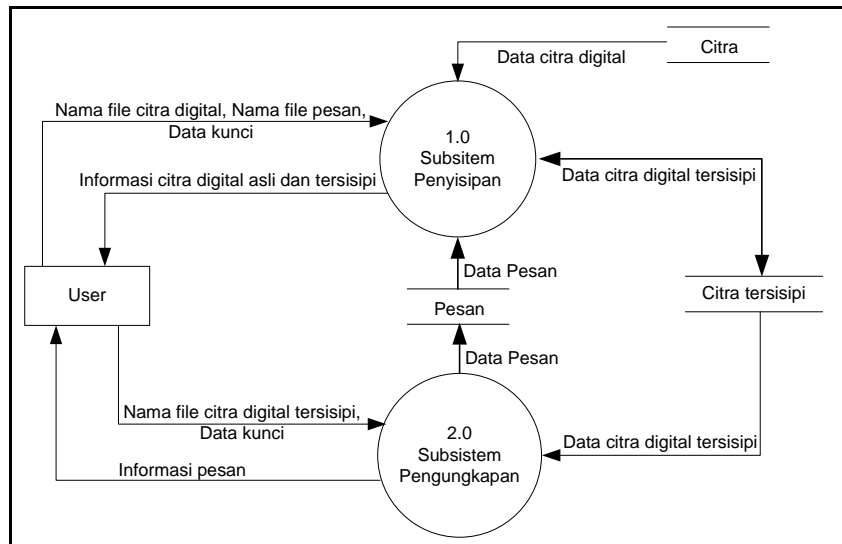 Citra
Data citra digital
Nama file citra digital, Nama file pesan,
Data kunci
1.0
Subsitem
Penyisipan
Informasi citra digital asli dan tersisipi
Data citra digital tersisipi
Data Pesan
User
Pesan
Citra tersisipi
Data Pesan
Nama file citra digital tersisipi,
Data kunci
2.0
Subsistem
Pengungkapan
Data citra digital tersisipi
Informasi pesan